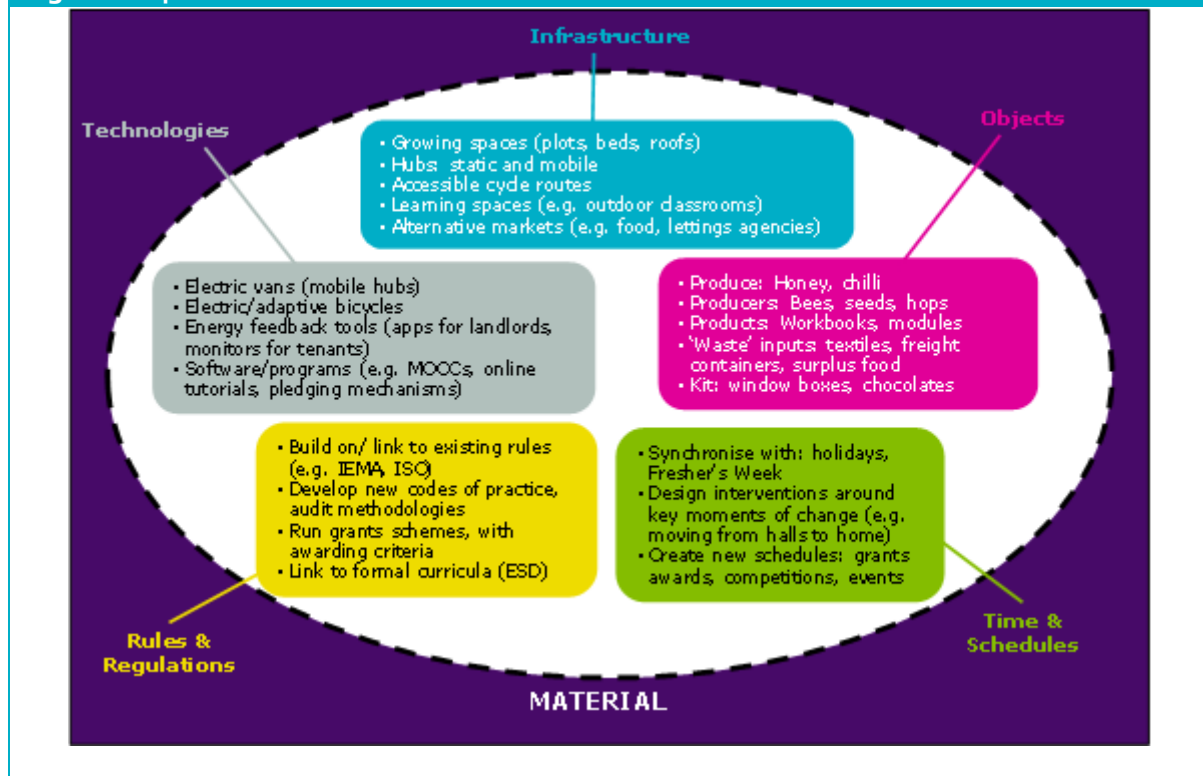 Infrastructure
Technologies
Objects
• Growing spaces (plots, beds, roofs)
• Hubs: static and mobile
• Accessible cycle routes
• Learning spaces (e.g. outdoor classrooms)
• Alternative markets (e.g. food, lettings agencies)
• Electric vans (mobile hubs)
• Electric/adaptive bicycles
• Energy feedback tools (apps for landlords,
monitors for tenants)
• Software/programs (e.g. MOCCs, online
tutorials, pledging mechanisms)
• Produce: Honey, chilli
• Producers: Bees, seeds, hops
• Products: Workbooks, modules
• 'Waste' inputs: textiles, freight
containers, surplus food
• Kit: window boxes, chocolates
• Build on/ link to existing rules
(e.g. IEMA, ISO)
• Develop new codes of practice,
audit methodologies
• Run grants schemes, with
awarding criteria
• Link to formal curricula (ESD)
• Synchronise with: holidays,
Fresher's Week
• Design interventions around
key moments of change (e.g.
moving from halls to home)
• Create new schedules: grants
awards, competitions, events
Rules &
Regulations
Time &
Schedules
MATERIAL